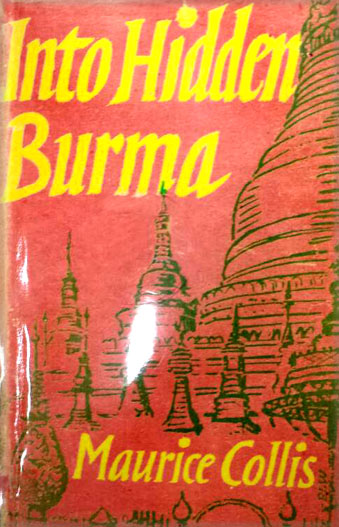 Into Hidden
Burma
Maurice Collis